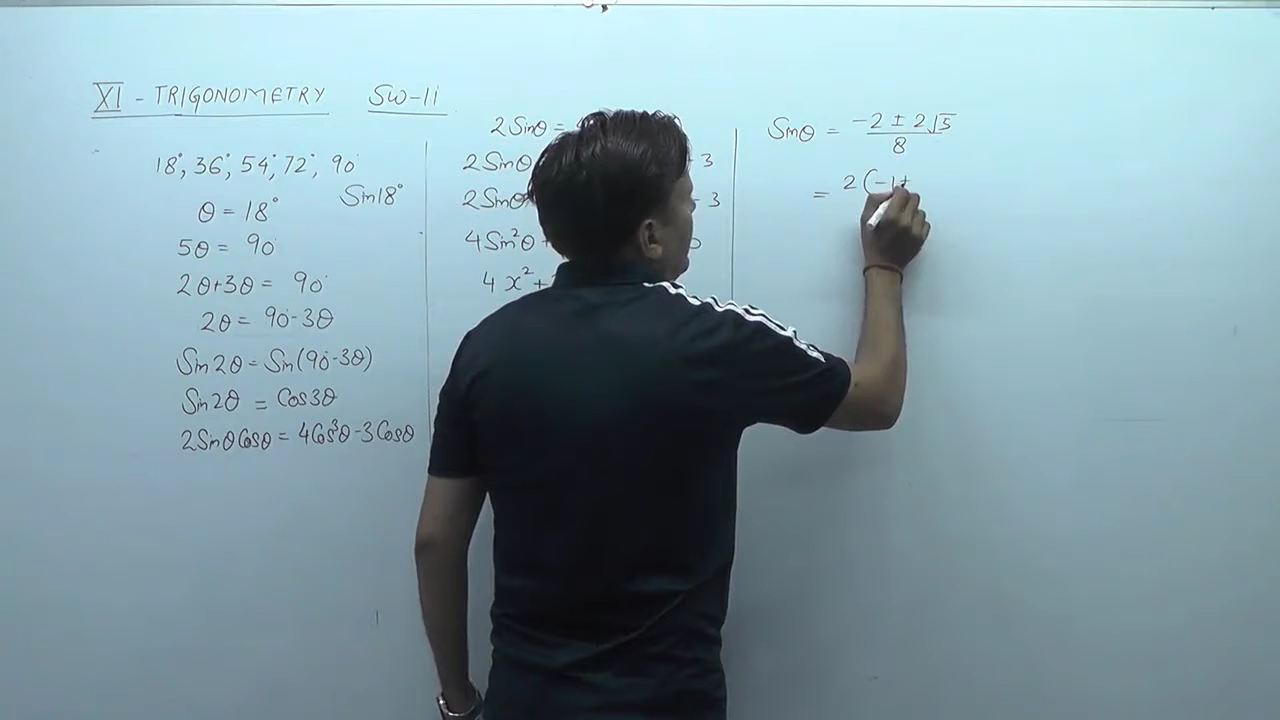 XI - TRIGONOMETRY SW-11
18°, 36°, 54°, 72°, 90°
Sin18°
θ = 18°
5θ = 90°
2θ+3θ = 90°
2θ = 90°-3θ
Sin2θ = Sin(90°-3θ)
Sin2θ = Cos3θ
2SinθCosθ = 4Cos³θ-3Cosθ
2Sinθ =
2Sinθ 3
2Sinθ - 3
4Sin²θ
4x²+
Sinθ = (-2 ± 2√5)/8
= 2(-1±